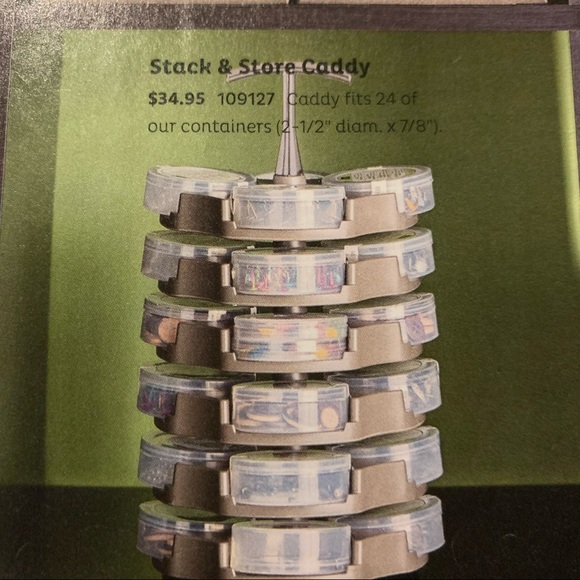 Stack & Store Caddy
$34.95 109127 Caddy fits 24 of
our containers (2-1/2" diam. x 7/8").